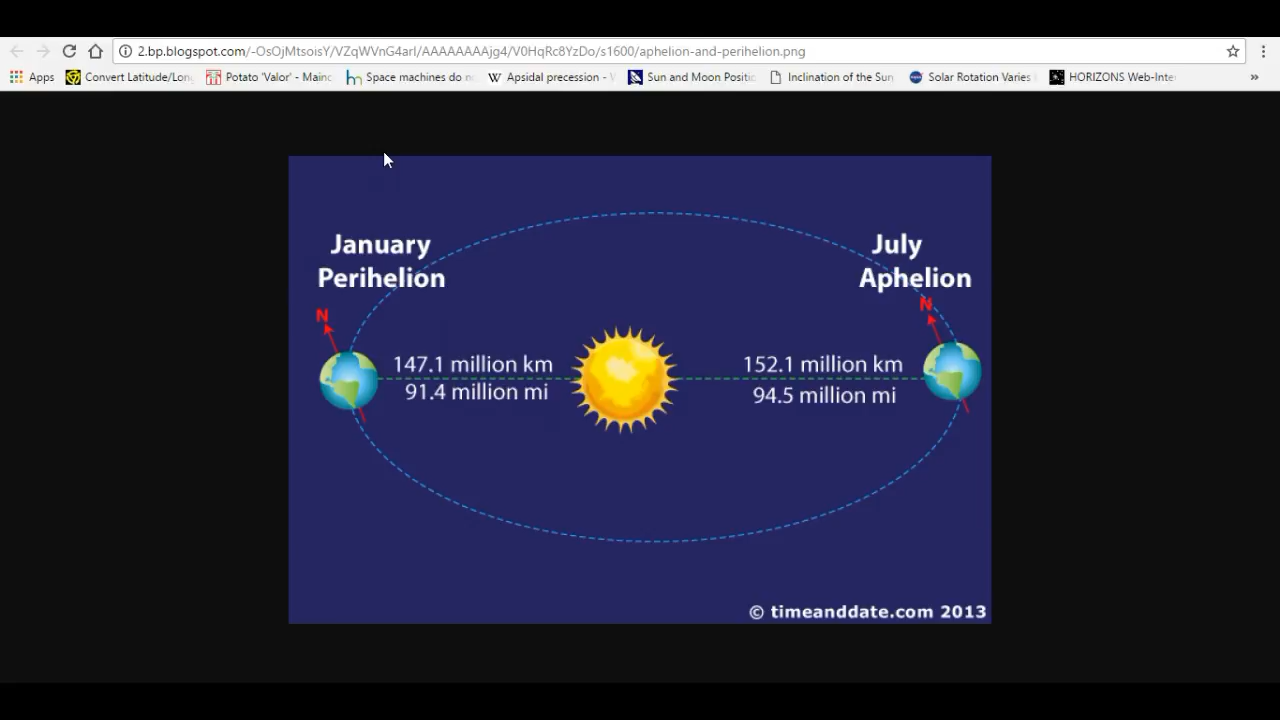 2.bp.blogspot.com/-OsOjMtsoisY/VZqWVnG4arI/AAAAAAAAjg4/V0HqRc8YzDo/s1600/aphelion-and-perihelion.png
Apps Convert Latitude/Lon Potato 'Valor' - Mainc Space machines do no Apsidal precession - Sun and Moon Positio Inclination of the Sun Solar Rotation Varies HORIZONS Web-Inte »
January
Perihelion
July
Aphelion
N
N
147.1 million km
91.4 million mi
152.1 million km
94.5 million mi
© timeanddate.com 2013